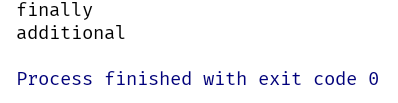 finally
additional
Process finished with exit code 0